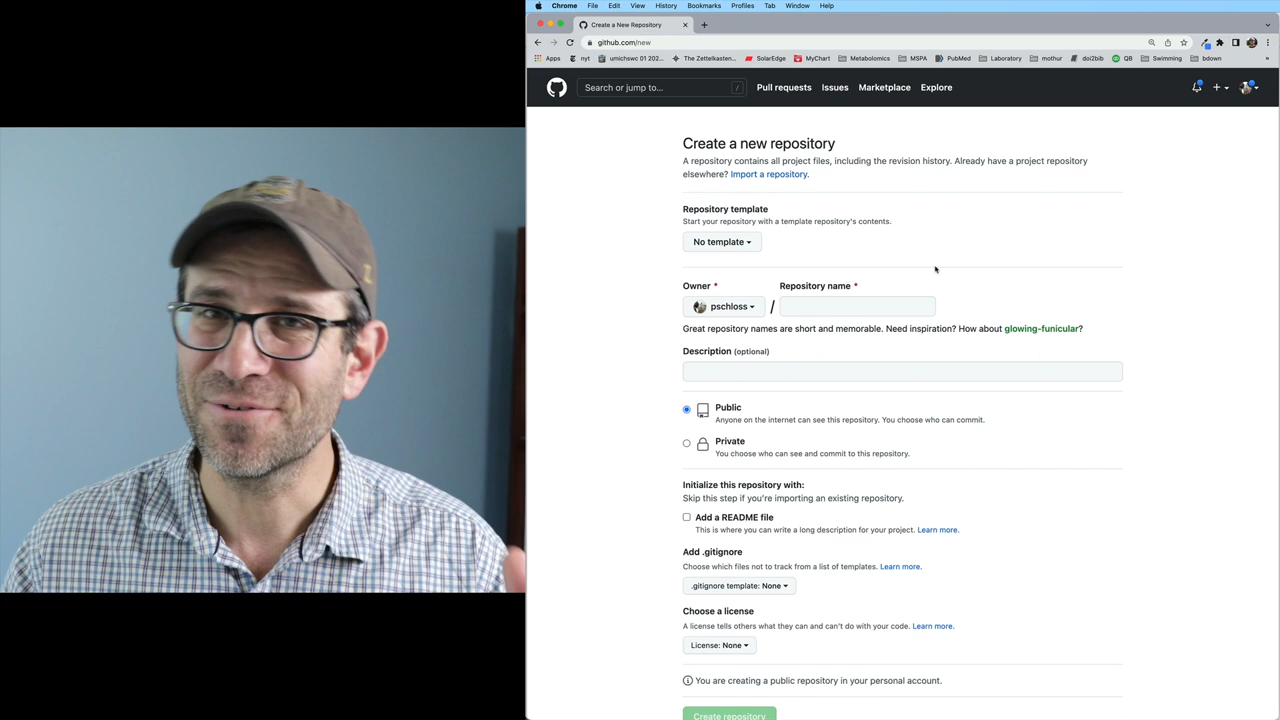 Chrome File Edit View History Bookmarks Profiles Tab Window Help
Create a New Repository
github.com/new
Apps nyt umichswc 01 202... The Zettelkasten... SolarEdge MyChart Metabolomics MSPA PubMed Laboratory mothur doi2bib QB Swimming bdown »
Search or jump to... / Pull requests Issues Marketplace Explore
Create a new repository
A repository contains all project files, including the revision history. Already have a project repository
elsewhere? Import a repository.
Repository template
Start your repository with a template repository's contents.
No template
Owner * Repository name *
pschloss /
Great repository names are short and memorable. Need inspiration? How about glowing-funicular?
Description (optional)
Public
Anyone on the internet can see this repository. You choose who can commit.
Private
You choose who can see and commit to this repository.
Initialize this repository with:
Skip this step if you're importing an existing repository.
Add a README file
This is where you can write a long description for your project. Learn more.
Add .gitignore
Choose which files not to track from a list of templates. Learn more.
.gitignore template: None
Choose a license
A license tells others what they can and can't do with your code. Learn more.
License: None
You are creating a public repository in your personal account.
Create repository